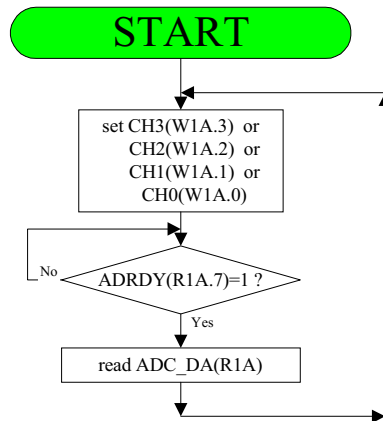 START
set CH3(W1A.3) or
CH2(W1A.2) or
CH1(W1A.1) or
CH0(W1A.0)
No
ADRDY(R1A.7)=1 ?
Yes
read ADC_DA(R1A)